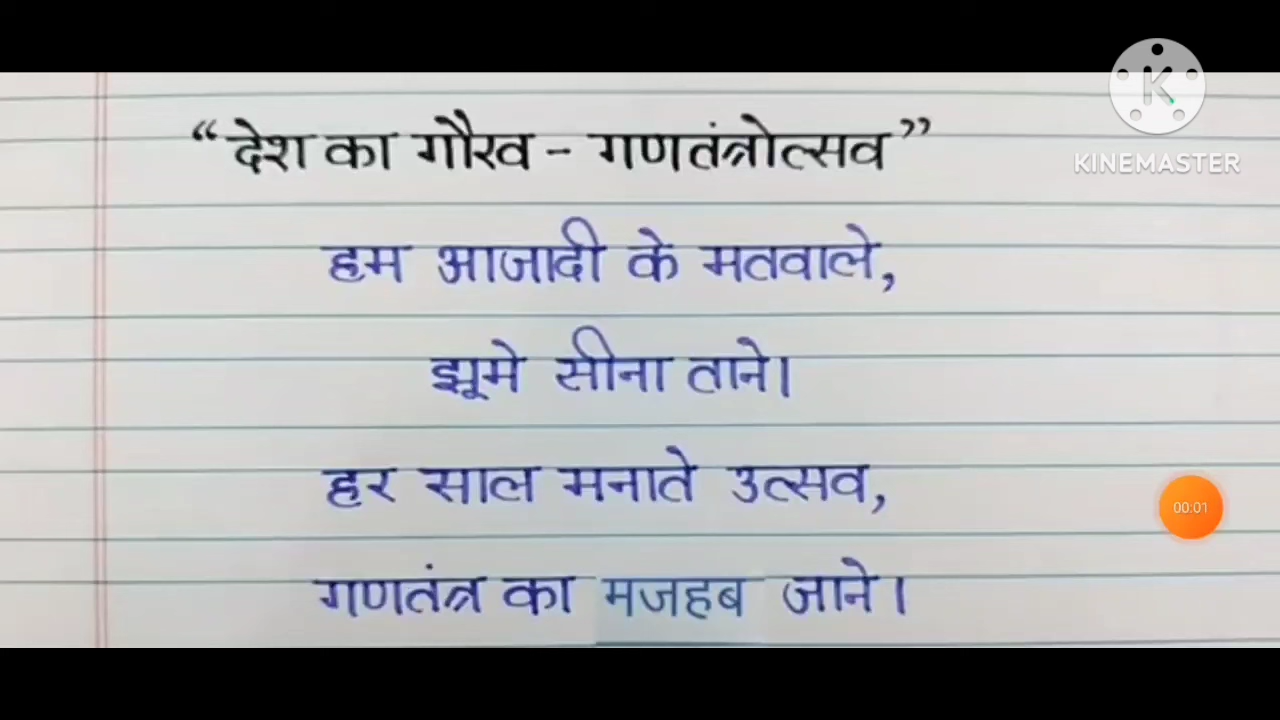 “देश का गौरव - गणतंत्रोत्सव”
हम आजादी के मतवाले,
झूमे सीना ताने।
हर साल मनाते उत्सव,
गणतंत्र का मजहब जाने।
K
KINEMASTER
00:01